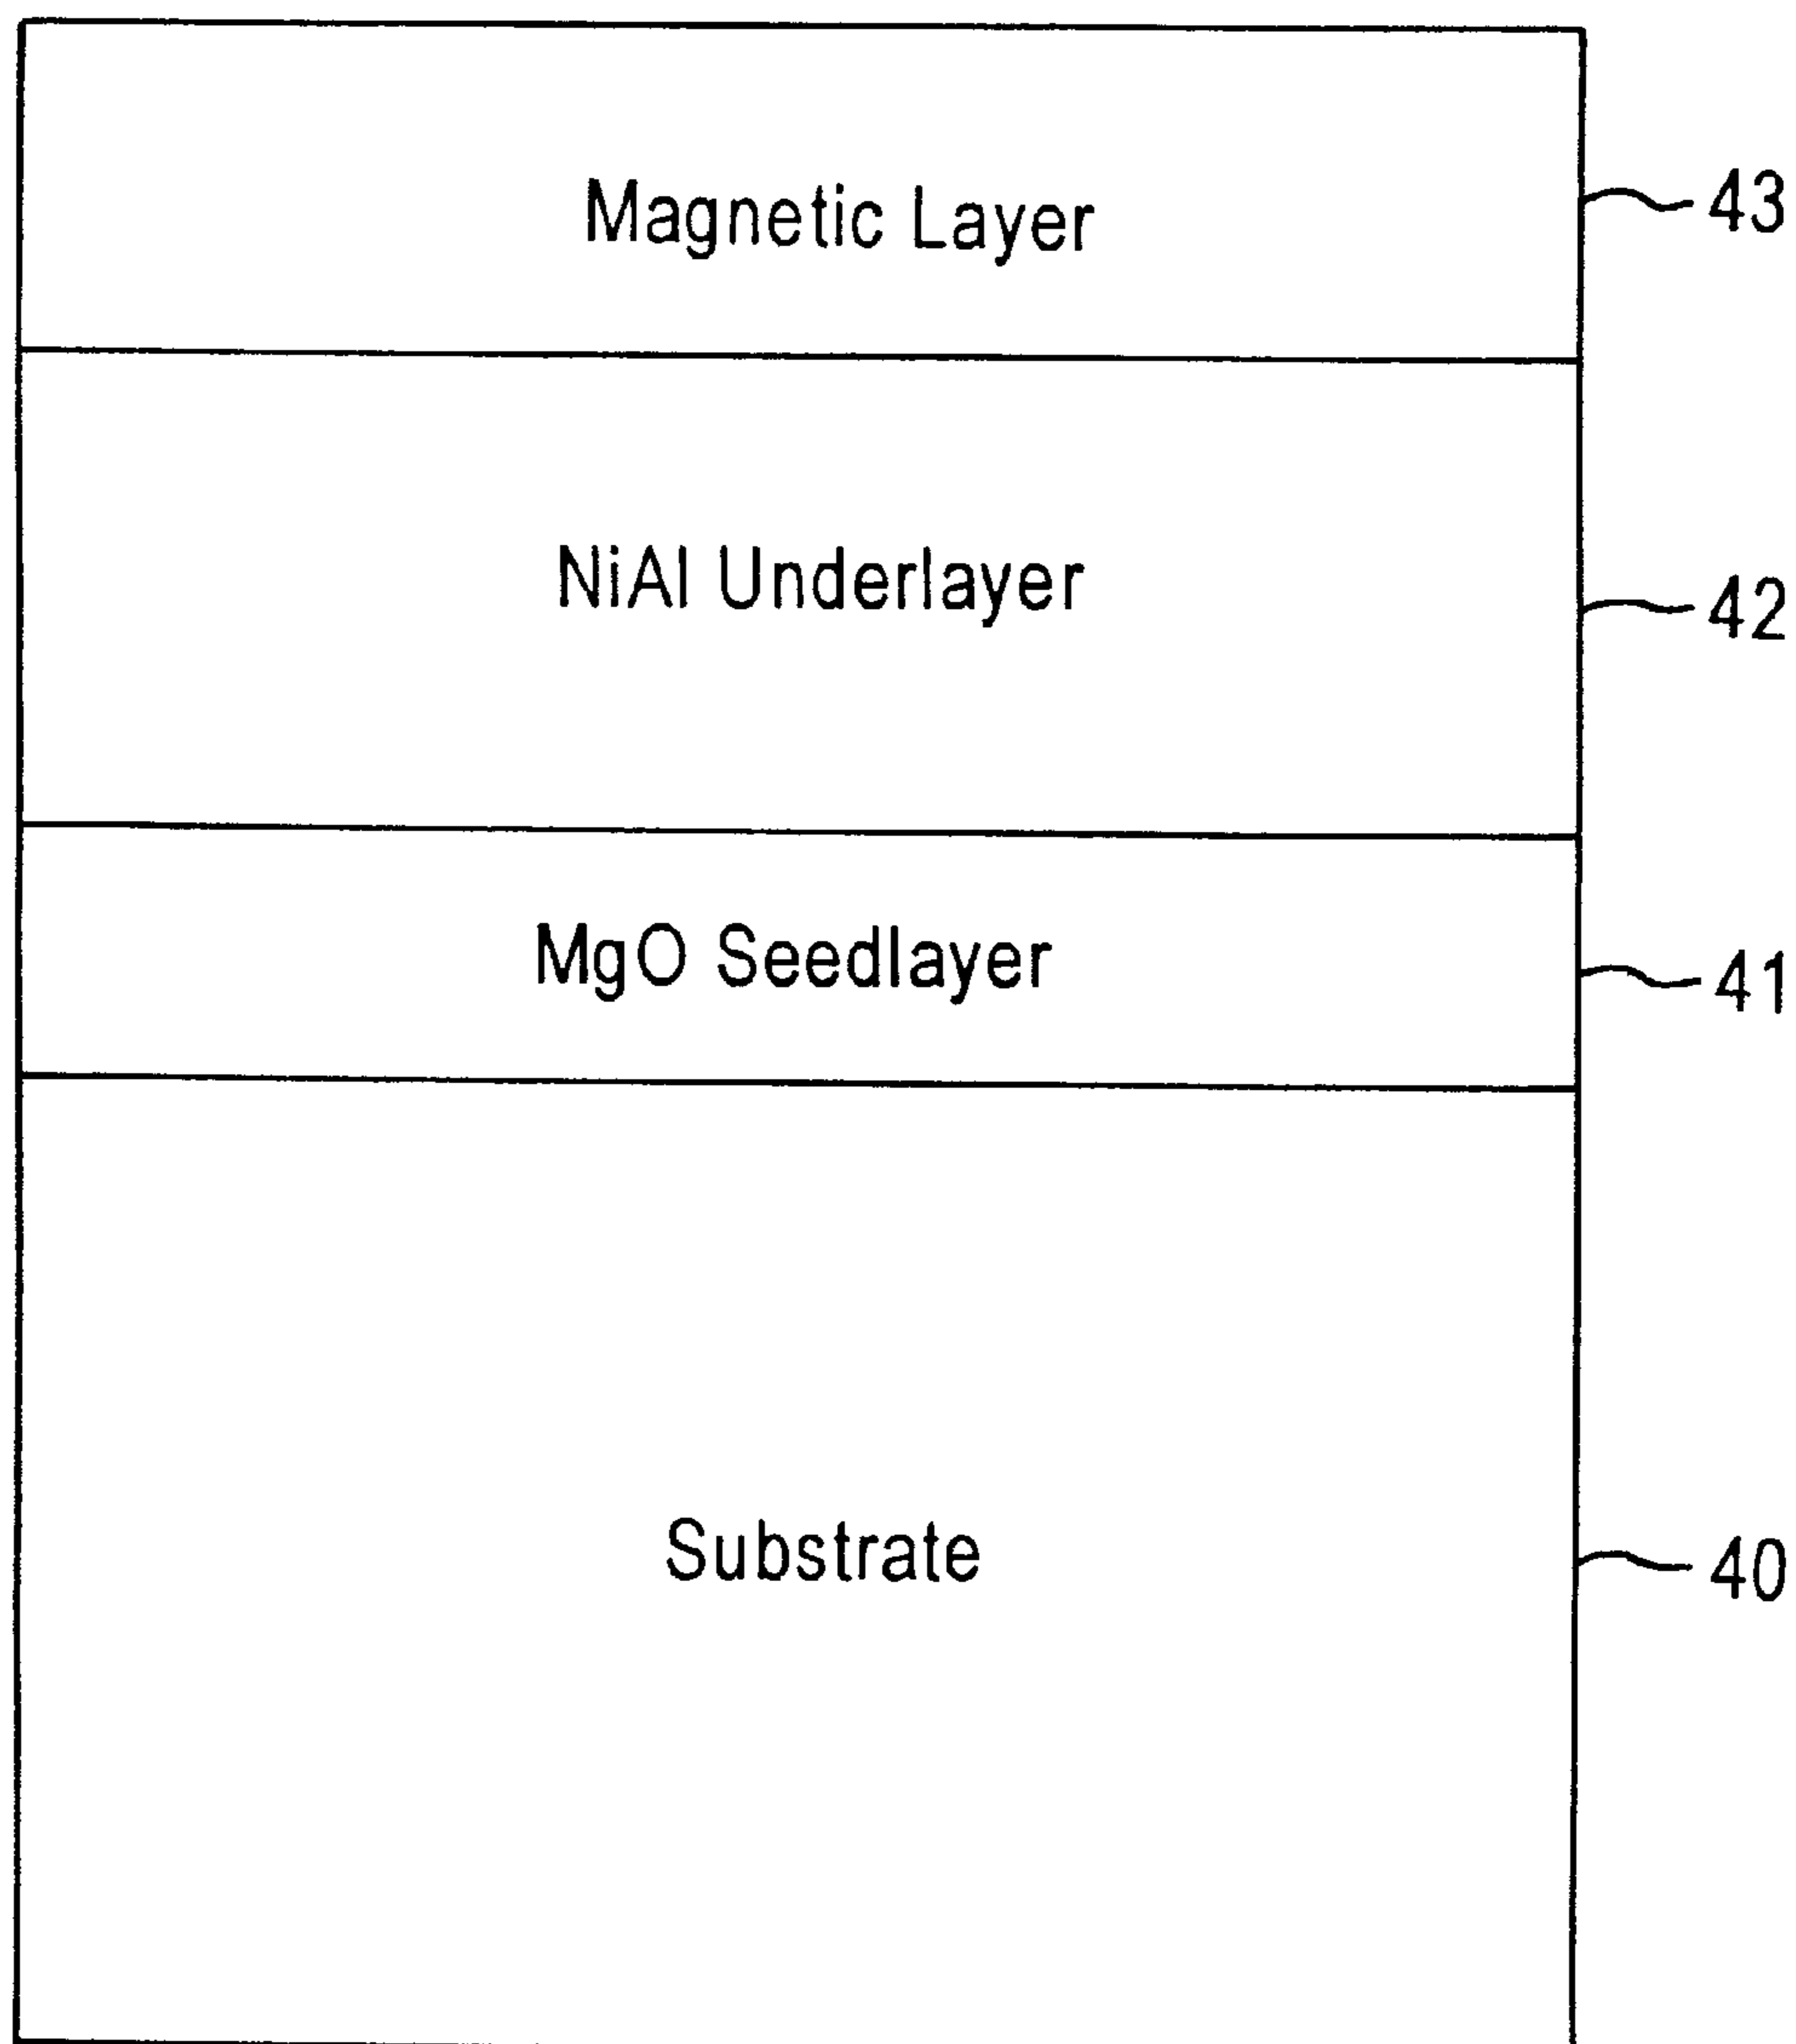 Magnetic Layer
43
NiAl Underlayer
42
MgO Seedlayer
41
Substrate
40